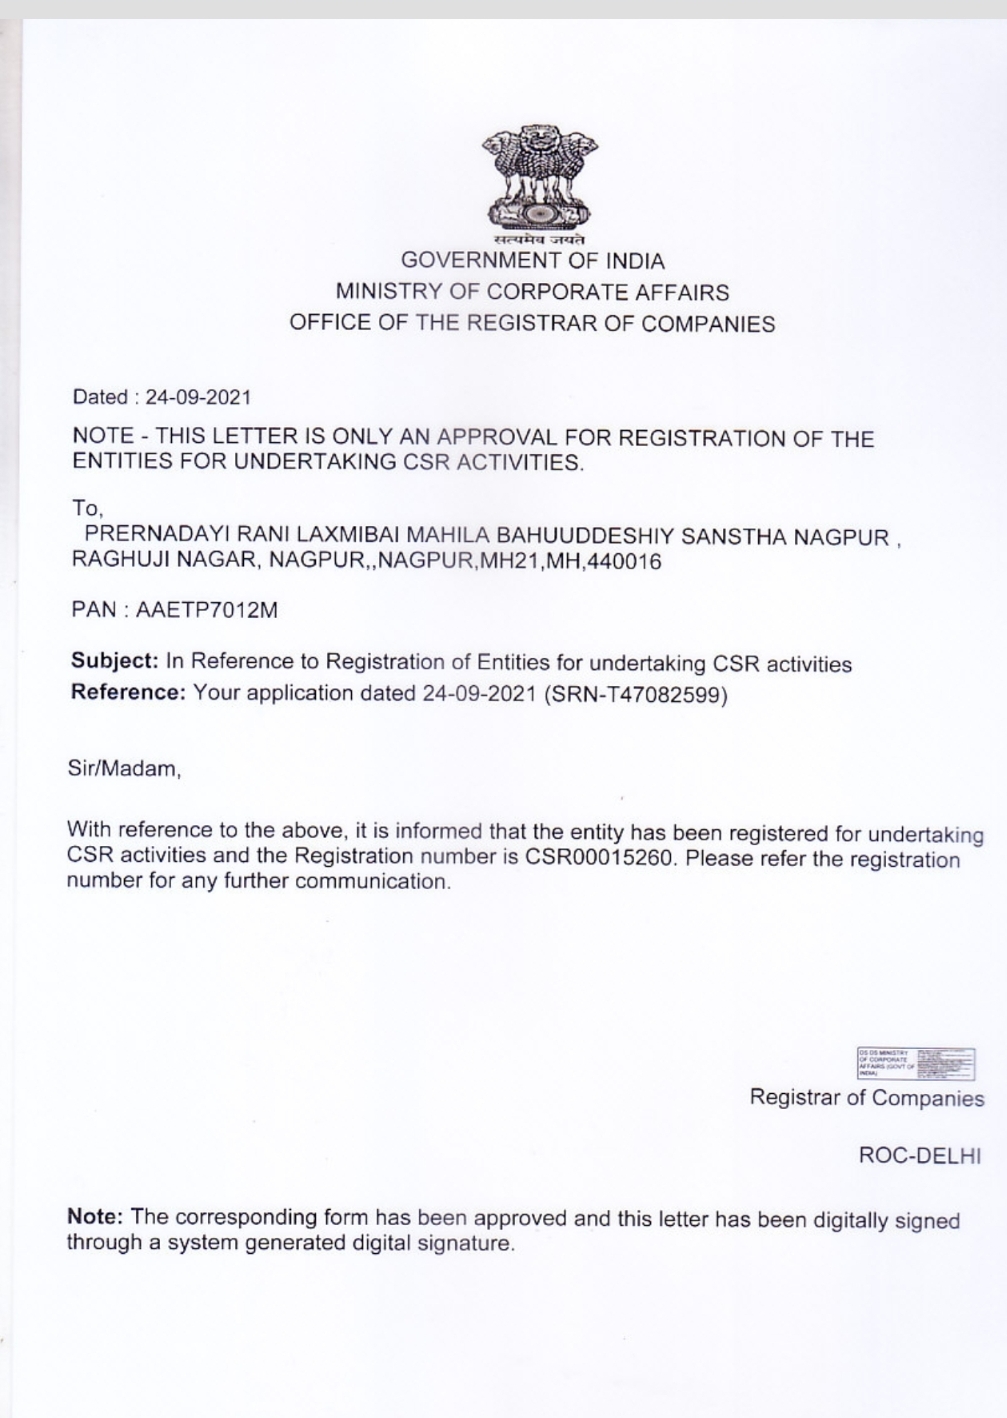 सत्यमेव जयते
GOVERNMENT OF INDIA
MINISTRY OF CORPORATE AFFAIRS
OFFICE OF THE REGISTRAR OF COMPANIES
Dated : 24-09-2021
NOTE - THIS LETTER IS ONLY AN APPROVAL FOR REGISTRATION OF THE
ENTITIES FOR UNDERTAKING CSR ACTIVITIES.
To,
PRERNADAYI RANI LAXMIBAI MAHILA BAHUUDDESHIY SANSTHA NAGPUR ,
RAGHUJI NAGAR, NAGPUR,,NAGPUR,MH21,MH,440016
PAN : AAETP7012M
Subject: In Reference to Registration of Entities for undertaking CSR activities
Reference: Your application dated 24-09-2021 (SRN-T47082599)
Sir/Madam,
With reference to the above, it is informed that the entity has been registered for undertaking
CSR activities and the Registration number is CSR00015260. Please refer the registration
number for any further communication.
DS DS MINISTRY
OF CORPORATE
AFFAIRS (GOVT OF
INDIA)
Registrar of Companies
ROC-DELHI
Note: The corresponding form has been approved and this letter has been digitally signed
through a system generated digital signature.